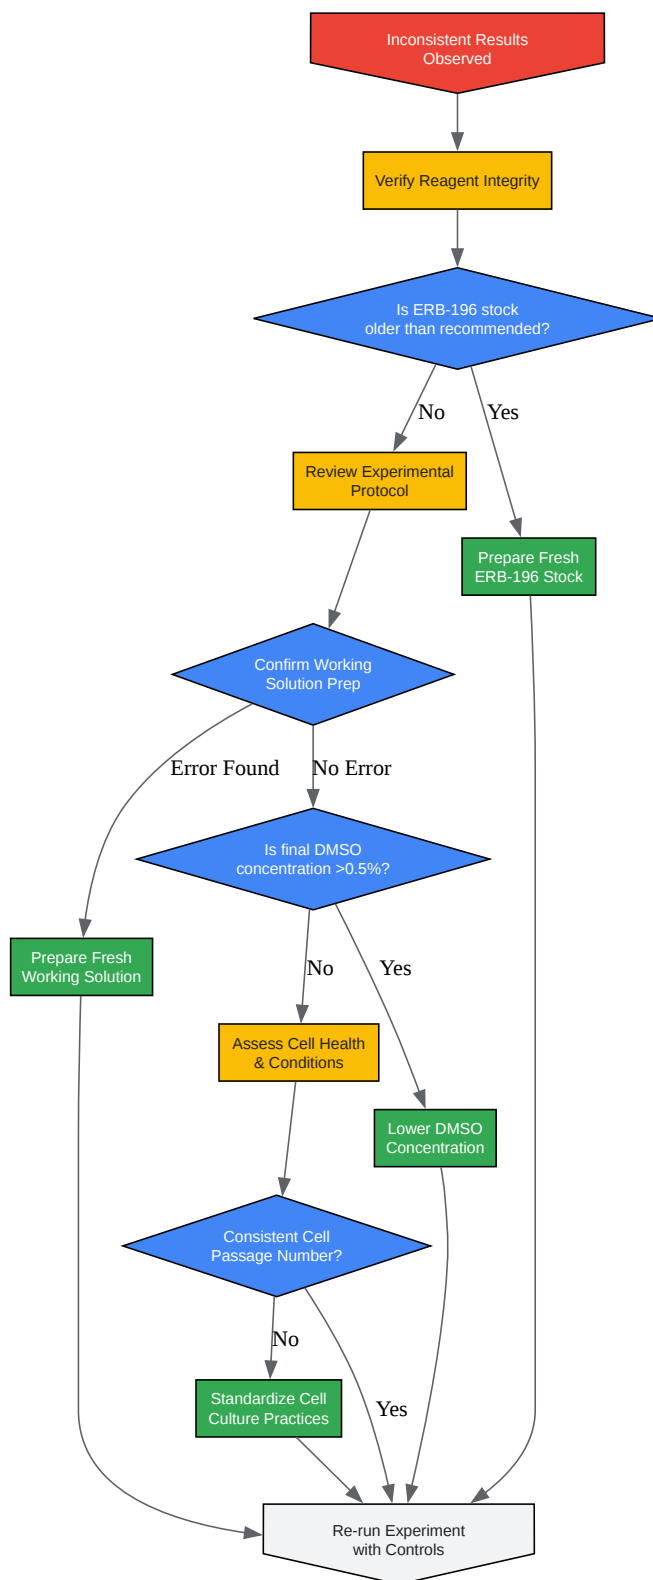 Inconsistent Results
Observed
Verify Reagent Integrity
Is ERB-196 stock
older than recommended?
No
Yes
Review Experimental
Protocol
Prepare Fresh
ERB-196 Stock
Confirm Working
Solution Prep
Error Found
No Error
Is final DMSO
concentration >0.5%?
Prepare Fresh
Working Solution
No
Yes
Assess Cell Health
& Conditions
Lower DMSO
Concentration
Consistent Cell
Passage Number?
No
Standardize Cell
Culture Practices
Yes
Re-run Experiment
with Controls